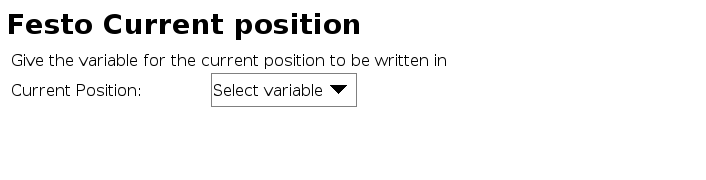 Festo Current position
Give the variable for the current position to be written in
Current Position: Select variable